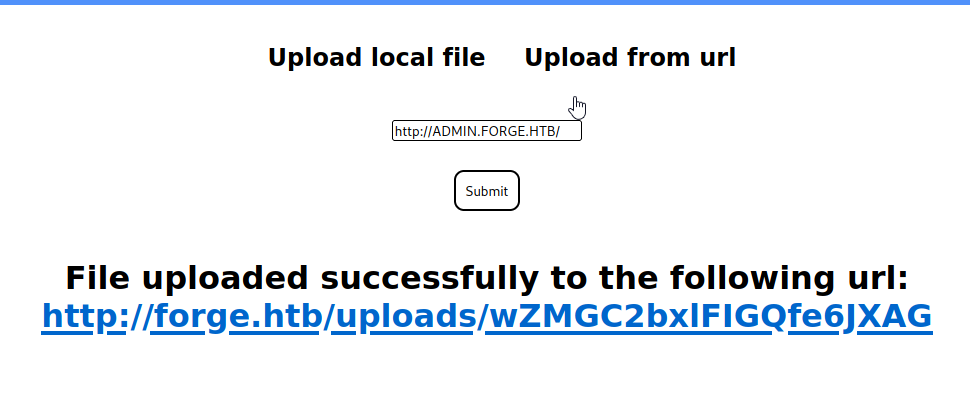 Upload local file Upload from url
http://ADMIN.FORGE.HTB/
Submit
File uploaded successfully to the following url:
http://forge.htb/uploads/wZMGC2bxlFIGQfe6JXAG